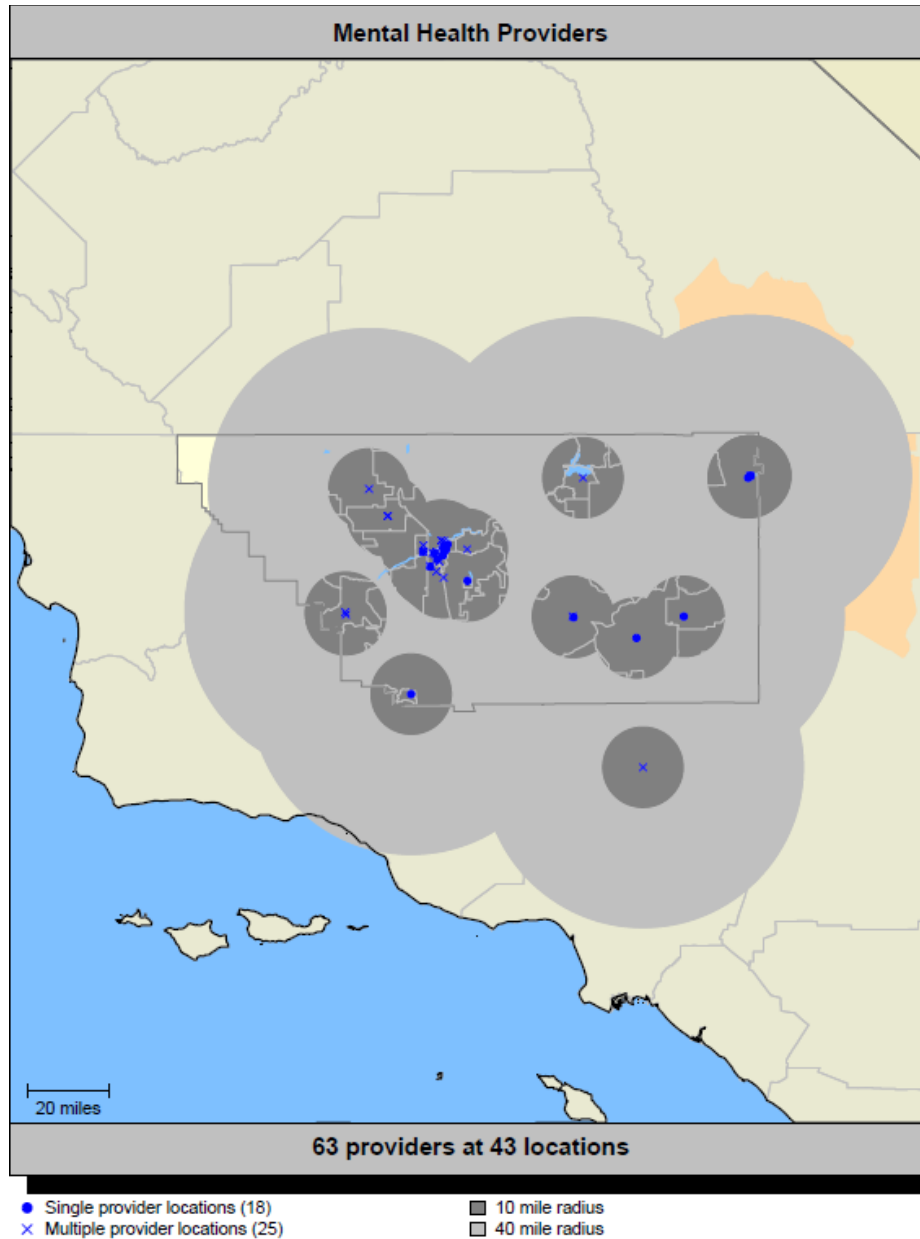 Mental Health Providers
20 miles
63 providers at 43 locations
Single provider locations (18)
Multiple provider locations (25)
10 mile radius
40 mile radius